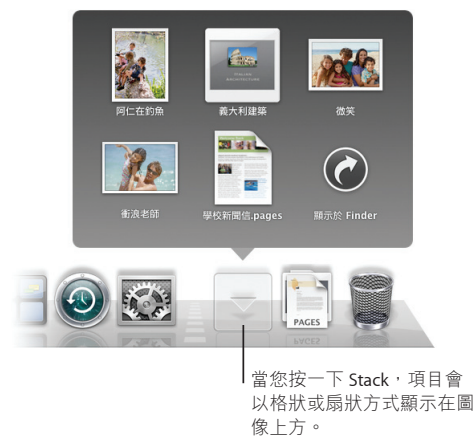 阿仁在釣魚
義大利建築
微笑
衝浪老師
學校新聞信.pages
顯示於 Finder
PAGES
當您按一下 Stack，項目會
以格狀或扇狀方式顯示在圖
像上方。